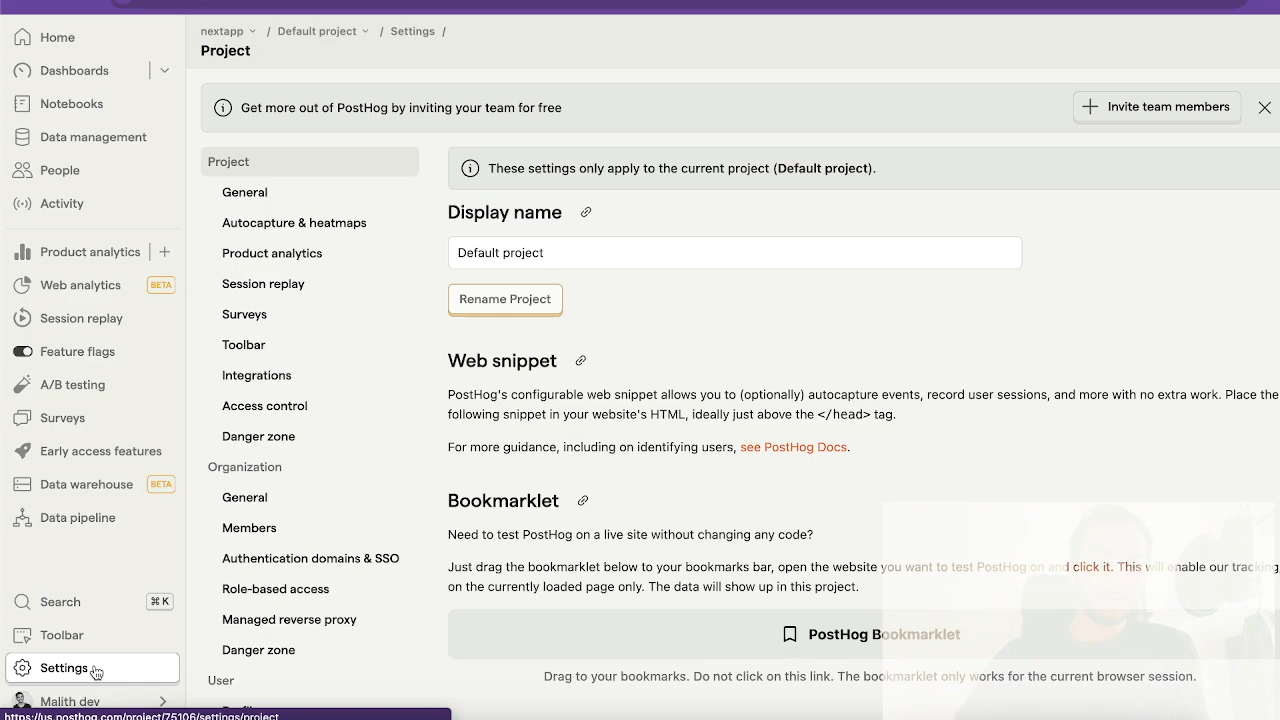 Home
Dashboards
Notebooks
Data management
People
Activity
Product analytics
Web analytics BETA
Session replay
Feature flags
A/B testing
Surveys
Early access features
Data warehouse BETA
Data pipeline
Search ⌘ K
Toolbar
Settings
Malith dev
https://us.posthog.com/project/75106/settings/project
nextapp / Default project / Settings /
Project
Get more out of PostHog by inviting your team for free
Invite team members
Project
General
Autocapture & heatmaps
Product analytics
Session replay
Surveys
Toolbar
Integrations
Access control
Danger zone
Organization
General
Members
Authentication domains & SSO
Role-based access
Managed reverse proxy
Danger zone
User
These settings only apply to the current project (Default project).
Display name
Default project
Rename Project
Web snippet
PostHog's configurable web snippet allows you to (optionally) autocapture events, record user sessions, and more with no extra work. Place the
following snippet in your website's HTML, ideally just above the </head> tag.
For more guidance, including on identifying users, see PostHog Docs.
Bookmarklet
Need to test PostHog on a live site without changing any code?
Just drag the bookmarklet below to your bookmarks bar, open the website you want to test PostHog on and click it. This will enable our tracking,
on the currently loaded page only. The data will show up in this project.
PostHog Bookmarklet
Drag to your bookmarks. Do not click on this link. The bookmarklet only works for the current browser session.